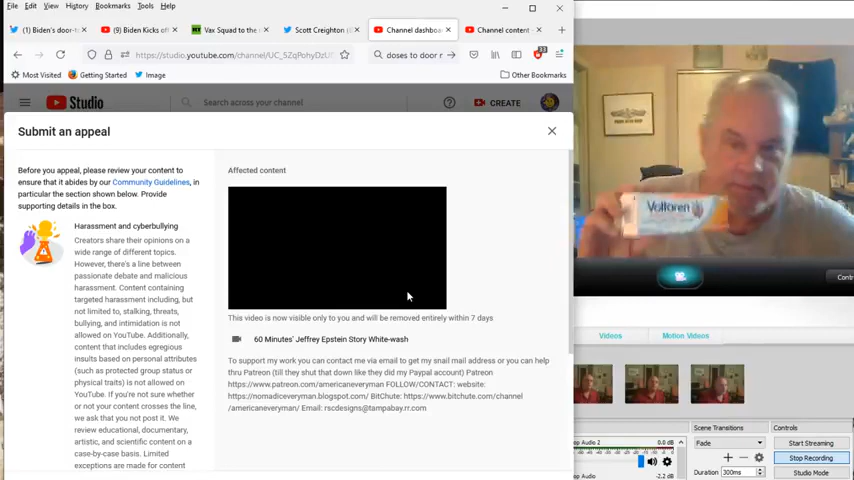 File Edit View History Bookmarks Tools Help
Biden's door-t
(9) Biden Kicks off
Vax Squad to the
Scott Creighton (
Channel dashboa
Channel content
https://studio.youtube.com/channel/UC_SZqPohyDzU
doses to door r
23
Most Visited Getting Started Image Other Bookmarks
Studio Search across your channel CREATE
Submit an appeal
Before you appeal, please review your content to
ensure that it abides by our Community Guidelines, in
particular the section shown below. Provide
supporting details in the box.
Harassment and cyberbullying
Creators share their opinions on a
wide range of different topics.
However, there's a line between
passionate debate and malicious
harassment. Content containing
targeted harassment including, but
not limited to, stalking, threats,
bullying, and intimidation is not
allowed on YouTube. Additionally,
content that includes egregious
insults based on personal attributes
(such as protected group status or
physical traits) is not allowed on
YouTube. If you're not sure whether
or not your content crosses the line,
we ask that you not post it. We
review educational, documentary,
artistic, and scientific content on a
case-by-case basis. Limited
exceptions are made for content
Affected content
This video is now visible only to you and will be removed entirely within 7 days
60 Minutes' Jeffrey Epstein Story White-wash
To support my work you can contact me via email to get my snail mail address or you can help
thru Patreon (till they shut that down like they did my Paypal account) Patreon
https://www.patreon.com/americaneveryman FOLLOW/CONTACT: website:
https://nomadiceveryman.blogspot.com/ BitChute: https://www.bitchute.com/channel
/americaneveryman Email: rscdesigns@tampabay.rr.com
Voltaren
Contr
Videos Motion Videos
Audio 2 0.0 dB
Audio -2.2 dB
Scene Transitions
Fade
Duration 300ms
Controls
Start Streaming
Stop Recording
Studio Mode